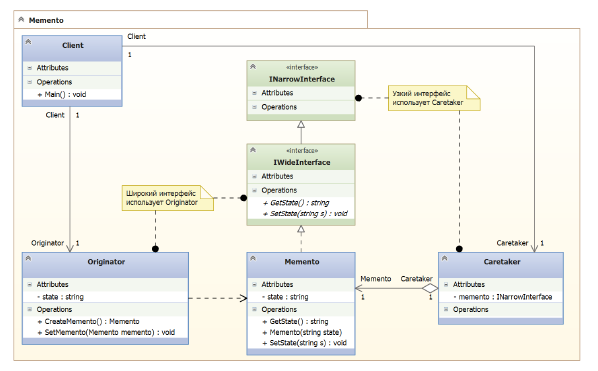 Memento
Client
Attributes
Operations
+ Main() : void
Client
1
Client
1
Originator
1
«interface»
INarrowInterface
Attributes
Operations
Узкий интерфейс
использует Caretaker
«interface»
IWideInterface
Attributes
Operations
+ GetState() : string
+ SetState(string s) : void
Широкий интерфейс
использует Originator
Caretaker
1
Originator
Attributes
- state : string
Operations
+ CreateMemento() : Memento
+ SetMemento(Memento memento) : void
Memento
Attributes
- state : string
Operations
+ GetState() : string
+ Memento(string state)
+ SetState(string s) : void
Memento
1
Caretaker
1
Caretaker
Attributes
- memento : INarrowInterface
Operations